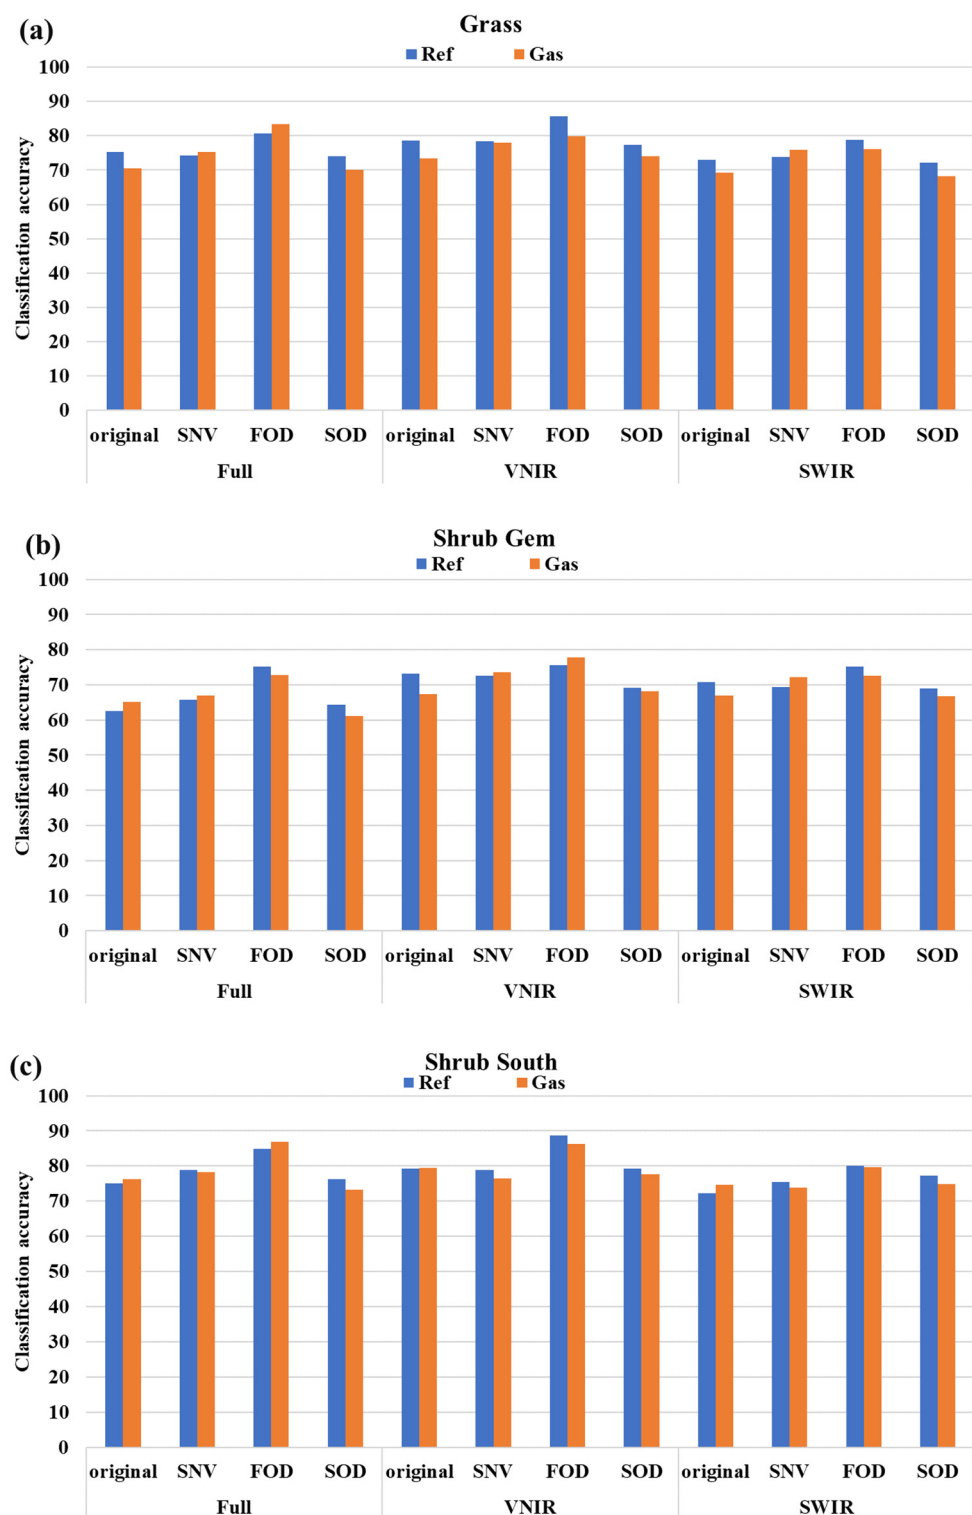 (a)
Grass
Ref Gas
100
90
80
70
60
50
40
30
20
10
0
Classification accuracy
original SNV FOD SOD original SNV FOD SOD original SNV FOD SOD
Full VNIR SWIR
(b)
Shrub Gem
Ref Gas
100
90
80
70
60
50
40
30
20
10
0
Classification accuracy
original SNV FOD SOD original SNV FOD SOD original SNV FOD SOD
Full VNIR SWIR
(c)
Shrub South
Ref Gas
100
90
80
70
60
50
40
30
20
10
0
Classification accuracy
original SNV FOD SOD original SNV FOD SOD original SNV FOD SOD
Full VNIR SWIR